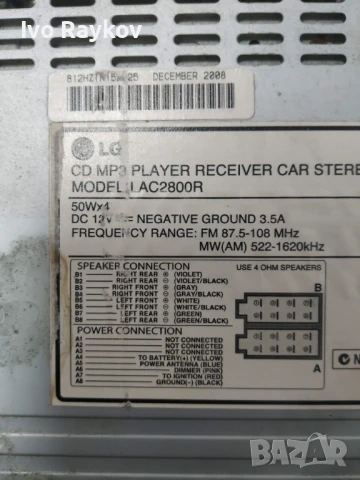 Ivo Raykov
812HZ DECEMBER 2008
LG
CD MP3 PLAYER RECEIVER CAR STERE
MODEL: LAC2800R
50Wx4
DC 12V NEGATIVE GROUND 3.5A
FREQUENCY RANGE: FM 87.5-108 MHz
MW(AM) 522-1620kHz
SPEAKER CONNECTION
USE 4 OHM SPEAKERS
B1 RIGHT REAR ⊕ (VIOLET)
B2 RIGHT REAR ⊖ (VIOLET/BLACK)
B3 RIGHT FRONT ⊕ (GRAY)
B4 RIGHT FRONT ⊖ (GRAY/BLACK)
B5 LEFT FRONT ⊕ (WHITE)
B6 LEFT FRONT ⊖ (WHITE/BLACK)
B7 LEFT REAR ⊕ (GREEN)
B8 LEFT REAR ⊖ (GREEN/BLACK)
B
POWER CONNECTION
A1 NOT CONNECTED
A2 NOT CONNECTED
A3 NOT CONNECTED
A4 TO BATTERY(+) (YELLOW)
A5 POWER ANTENNA (BLUE)
A6 DIMMER (PINK)
A7 TO IGNITION (RED)
A8 GROUND(-) (BLACK)
A
N
BAZAR